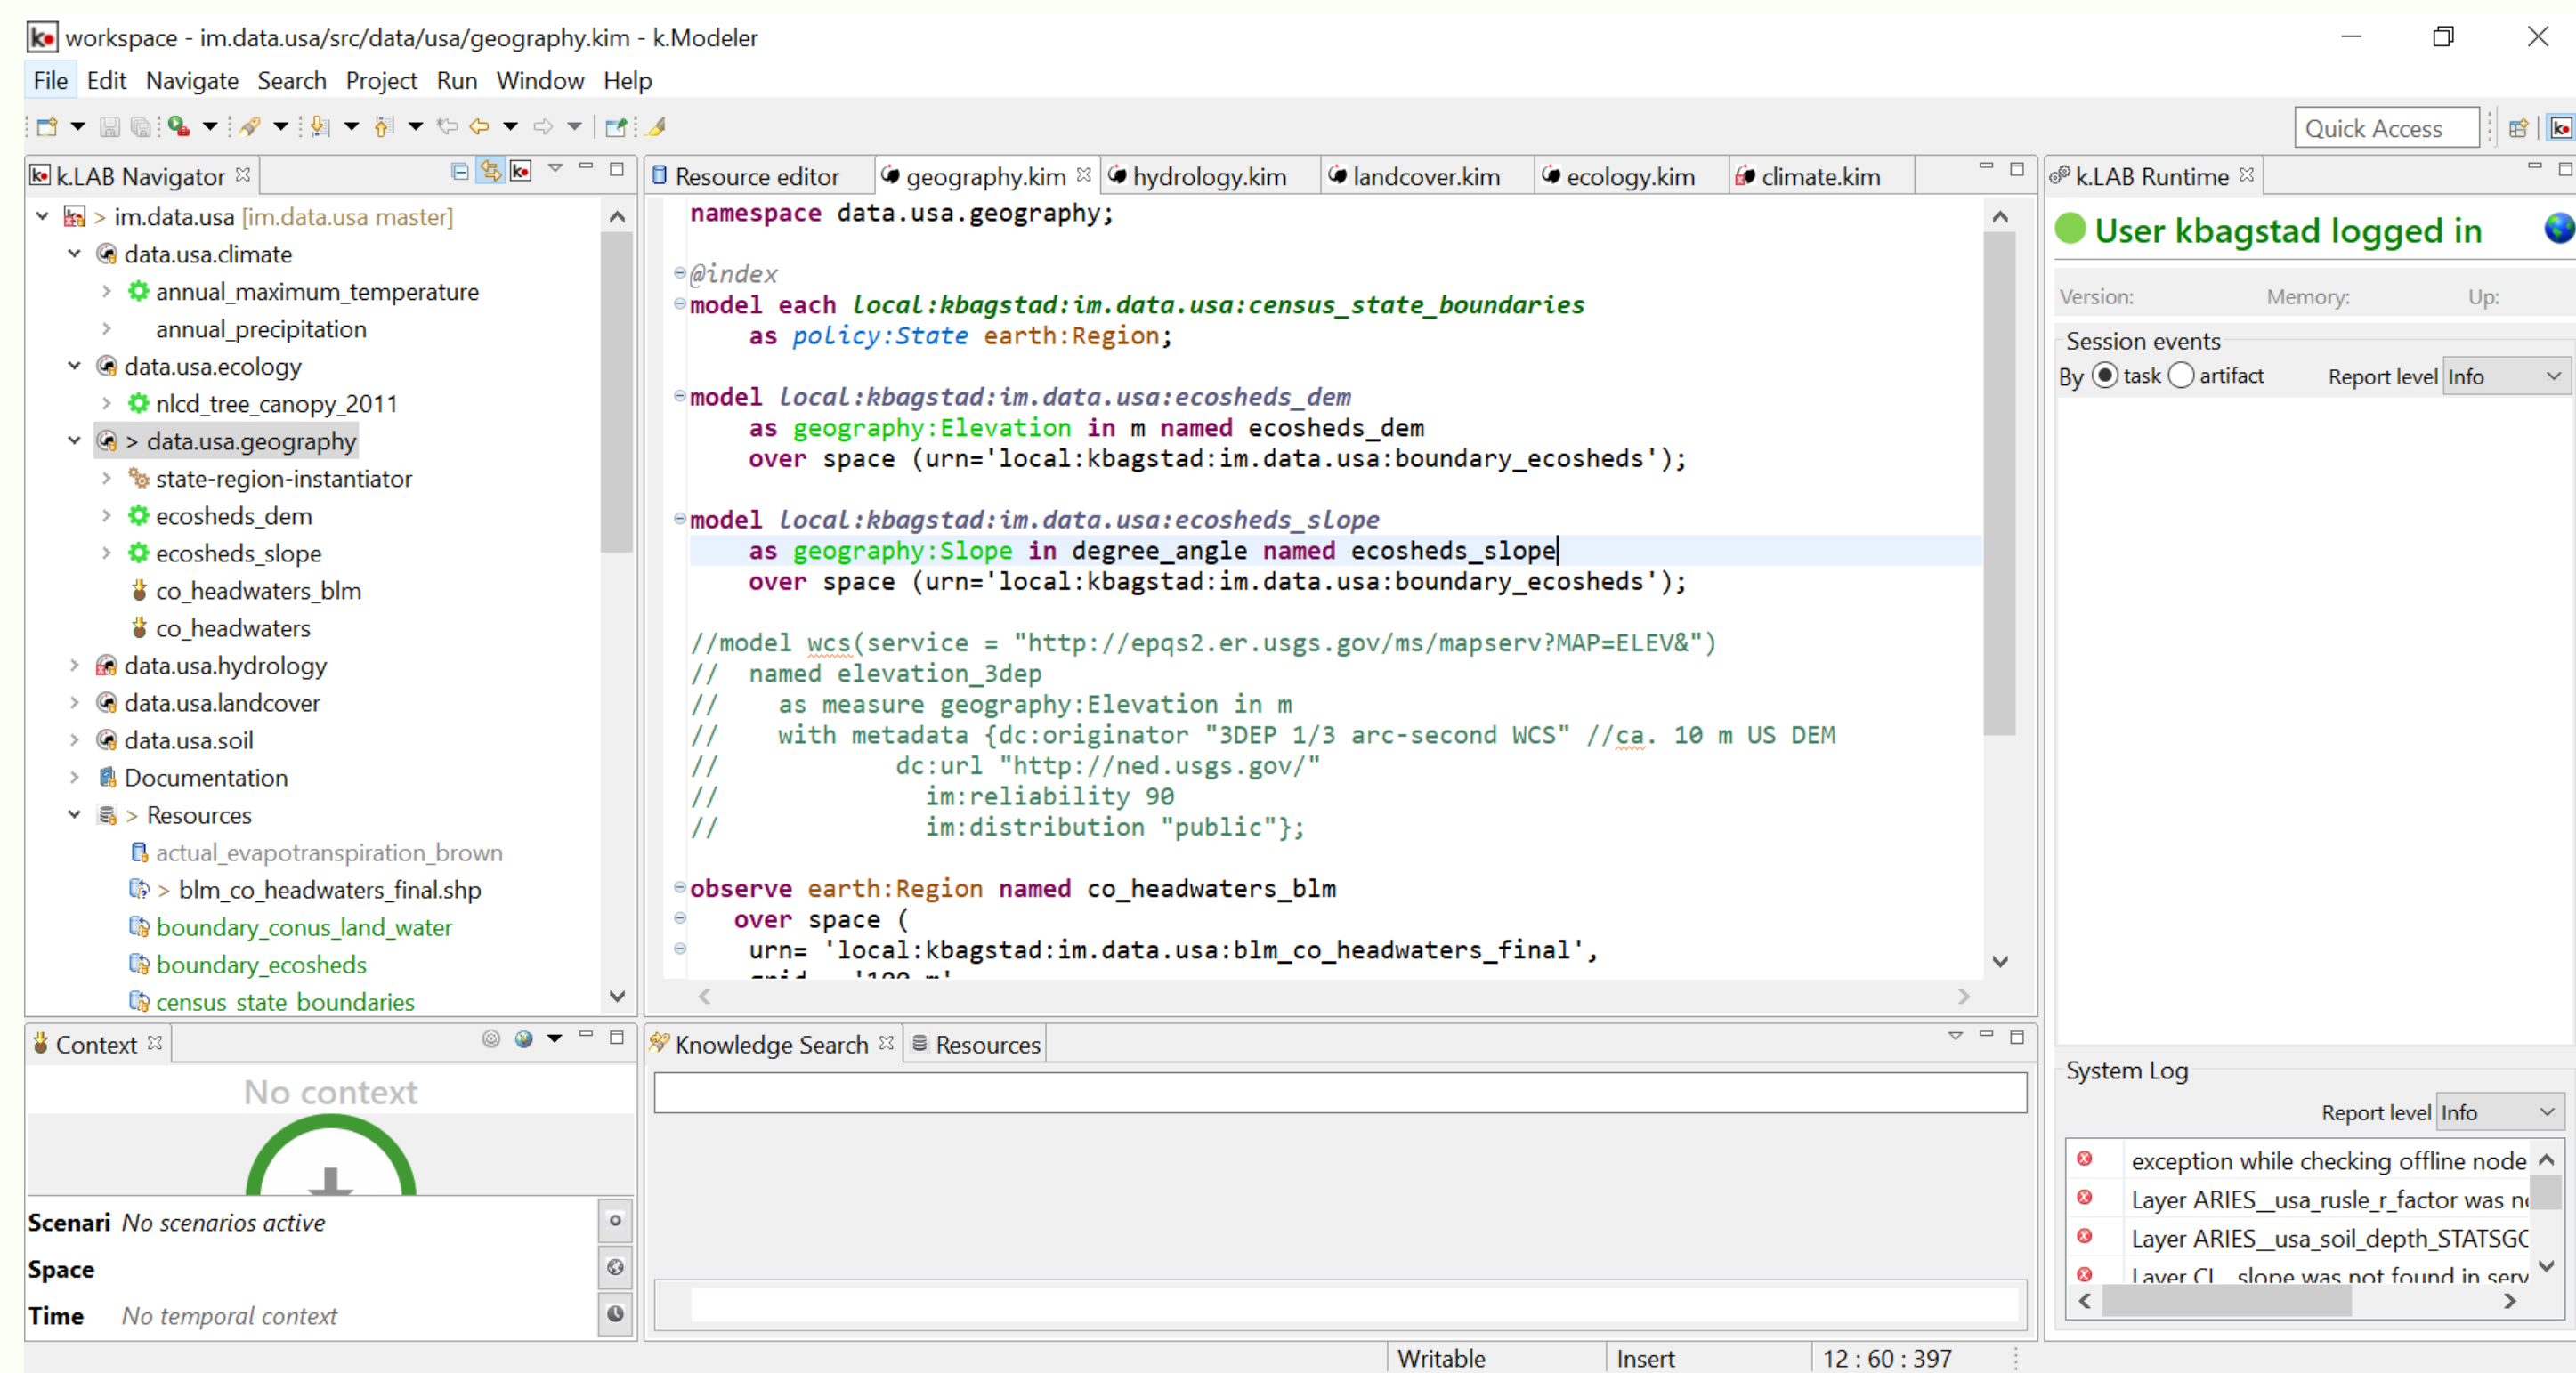 workspace - im.data.usa/src/data/usa/geography.kim - k.Modeler
File Edit Navigate Search Project Run Window Help
Quick Access
k.LAB Navigator
> im.data.usa [im.data.usa master]
data.usa.climate
annual_maximum_temperature
annual_precipitation
data.usa.ecology
nlcd_tree_canopy_2011
> data.usa.geography
state-region-instantiator
ecosheds_dem
ecosheds_slope
co_headwaters_blm
co_headwaters
data.usa.hydrology
data.usa.landcover
data.usa.soil
Documentation
> Resources
actual_evapotranspiration_brown
> blm_co_headwaters_final.shp
boundary_conus_land_water
boundary_ecosheds
census_state_boundaries
Resource editor geography.kim hydrology.kim landcover.kim ecology.kim climate.kim
namespace data.usa.geography;
@index
model each local:kbagstad:im.data.usa:census_state_boundaries
as policy:State earth:Region;
model local:kbagstad:im.data.usa:ecosheds_dem
as geography:Elevation in m named ecosheds_dem
over space (urn='local:kbagstad:im.data.usa:boundary_ecosheds');
model local:kbagstad:im.data.usa:ecosheds_slope
as geography:Slope in degree_angle named ecosheds_slope
over space (urn='local:kbagstad:im.data.usa:boundary_ecosheds');
//model wcs(service = "http://epqs2.er.usgs.gov/ms/mapserv?MAP=ELEV&")
// named elevation_3dep
// as measure geography:Elevation in m
// with metadata {dc:originator "3DEP 1/3 arc-second WCS" //ca. 10 m US DEM
// dc:url "http://ned.usgs.gov/"
// im:reliability 90
// im:distribution "public"};
observe earth:Region named co_headwaters_blm
over space (
urn= 'local:kbagstad:im.data.usa:blm_co_headwaters_final',
k.LAB Runtime
User kbagstad logged in
Version: Memory: Up:
Session events
By task artifact Report level Info
System Log
Report level Info
exception while checking offline node
Layer ARIES__usa_rusle_r_factor was
Layer ARIES__usa_soil_depth_STATSGO
slope was not found in serv
Context
No context
Scenari No scenarios active
Space
Time No temporal context
Knowledge Search Resources
Writable Insert 12 : 60 : 397